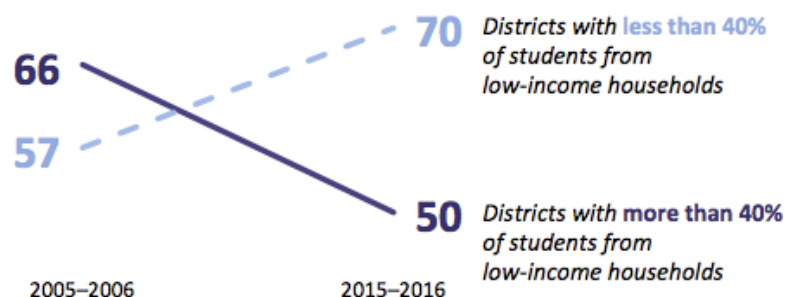 70
Districts with less than 40%
of students from
low-income households
66
57
50
Districts with more than 40%
of students from
low-income households
2005–2006
2015–2016